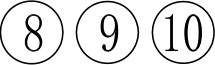 ⑧ ⑨ ⑩